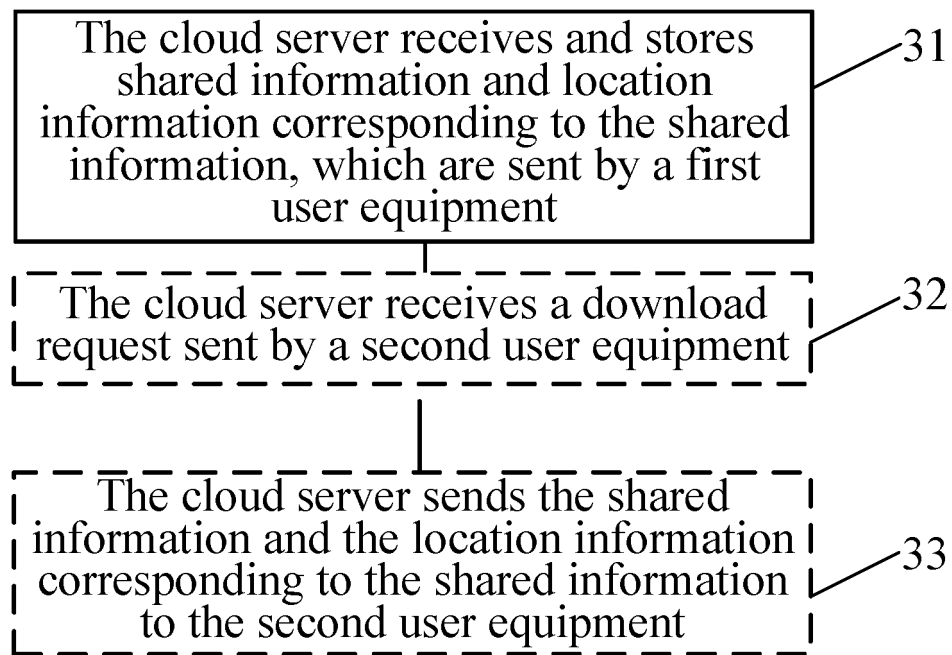 The cloud server receives and stores
shared information and location
information corresponding to the shared
information, which are sent by a first
user equipment
31
The cloud server receives a download
request sent by a second user equipment
32
The cloud server sends the shared
information and the location information
corresponding to the shared information
to the second user equipment
33